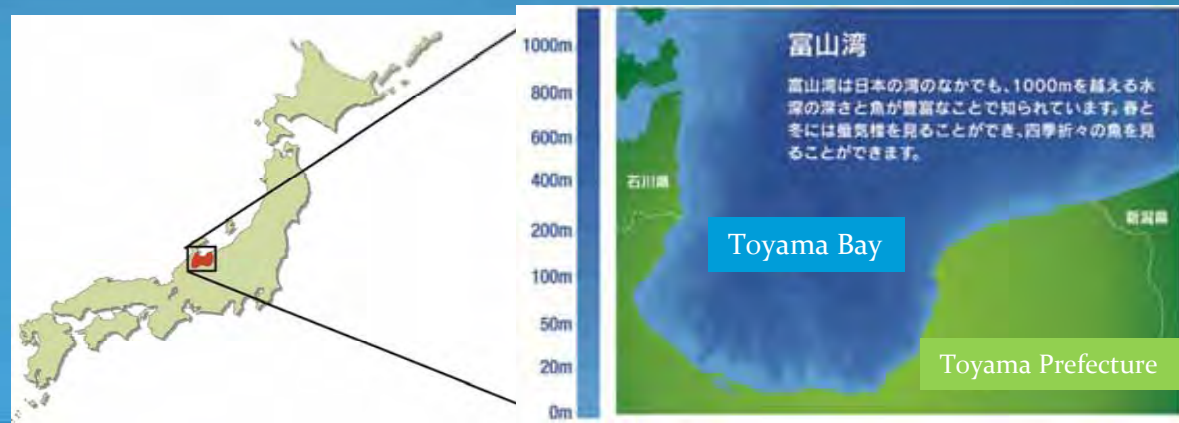 1000m
800m
600m
400m
200m
100m
50m
20m
0m
富山湾
富山湾は日本の湾のなかでも、1000mを越える水
深の深さと魚が豊富なことで知られています。春と
冬には蜃気楼を見ることができ、四季折々の魚を見
ることができます。
石川県
新潟県
Toyama Bay
Toyama Prefecture